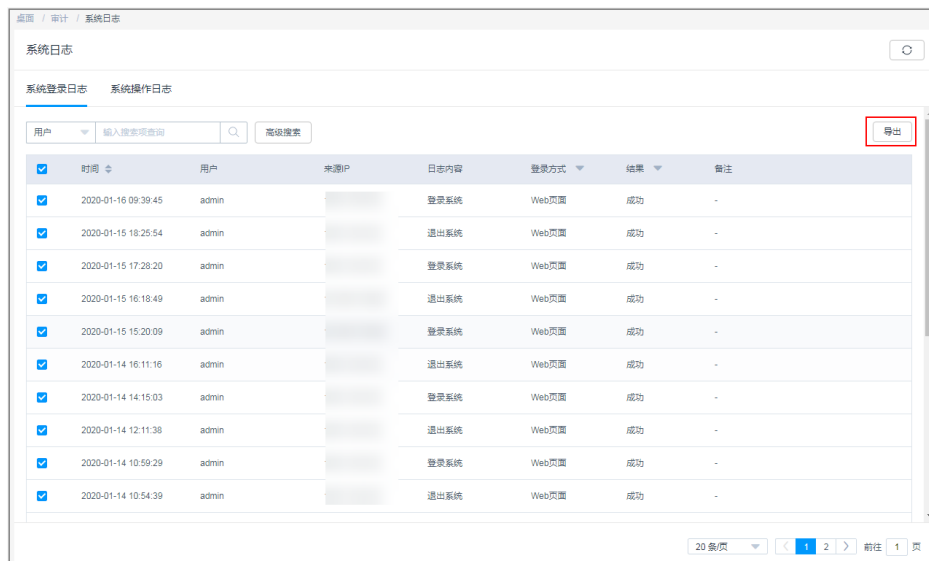 桌面 / 审计 / 系统日志
系统日志
系统登录日志 系统操作日志
用户 输入搜索项查询 高级搜索 导出
时间 用户 来源IP 日志内容 登录方式 结果 备注
2020-01-16 09:39:45 admin 登录系统 Web页面 成功 -
2020-01-15 18:25:54 admin 退出系统 Web页面 成功 -
2020-01-15 17:28:20 admin 登录系统 Web页面 成功 -
2020-01-15 16:18:49 admin 退出系统 Web页面 成功 -
2020-01-15 15:20:09 admin 登录系统 Web页面 成功 -
2020-01-14 16:11:16 admin 退出系统 Web页面 成功 -
2020-01-14 14:15:03 admin 登录系统 Web页面 成功 -
2020-01-14 12:11:38 admin 退出系统 Web页面 成功 -
2020-01-14 10:59:29 admin 登录系统 Web页面 成功 -
2020-01-14 10:54:39 admin 退出系统 Web页面 成功 -
20 条/页 < 1 2 > 前往 1 页